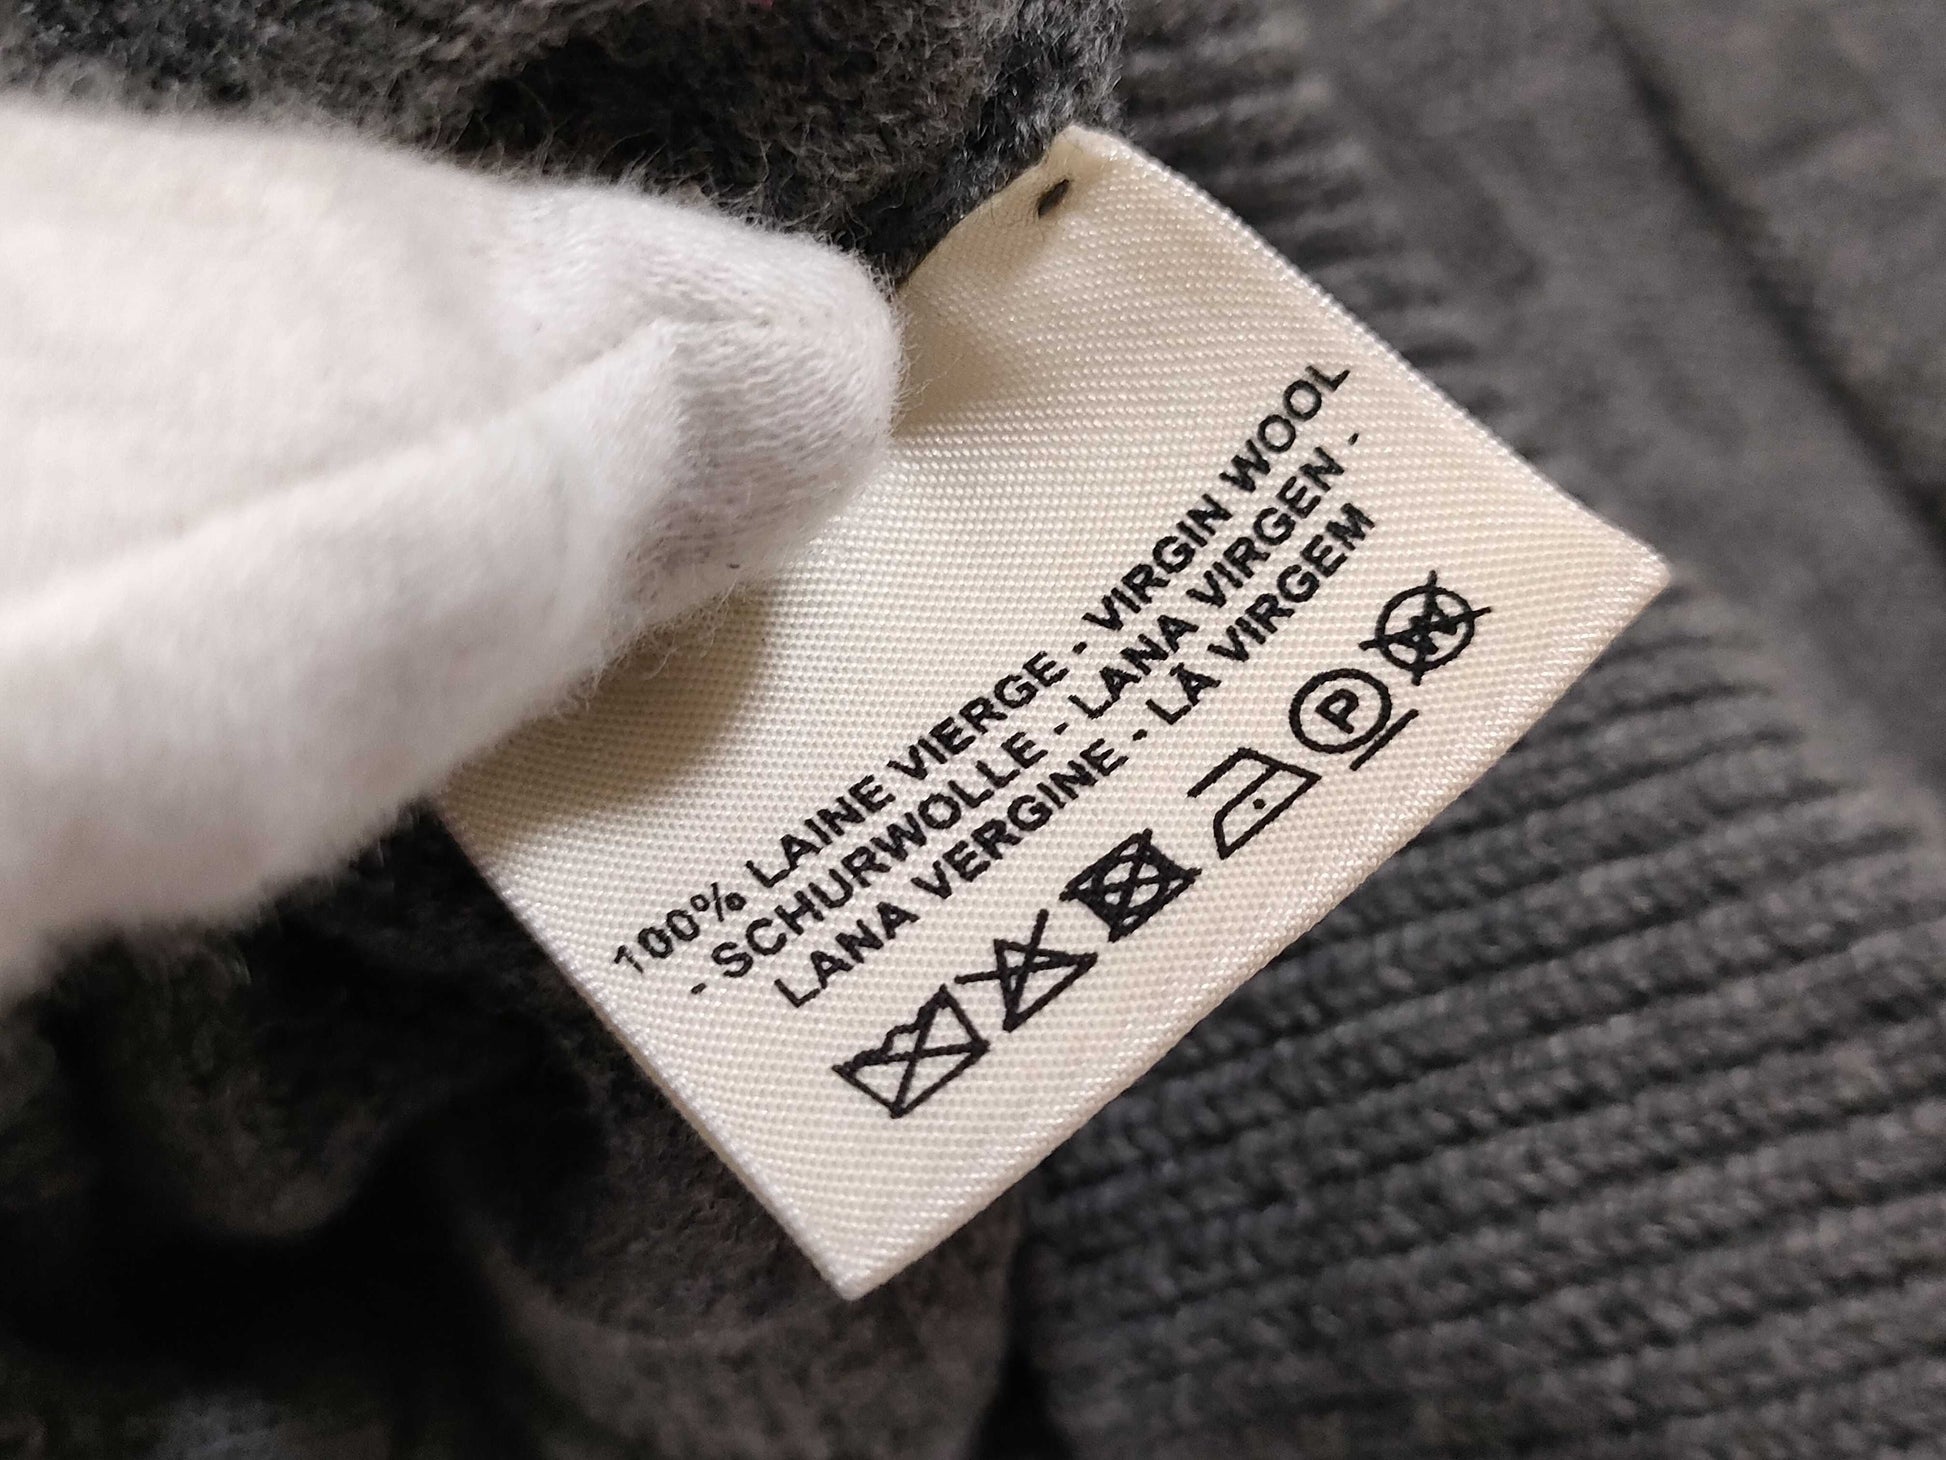 100% LAINE VIERGE - VIRGIN WOOL
- SCHURWOLLE - LANA VIRGEN -
LANA VERGINE - LÃ VIRGEM
P W